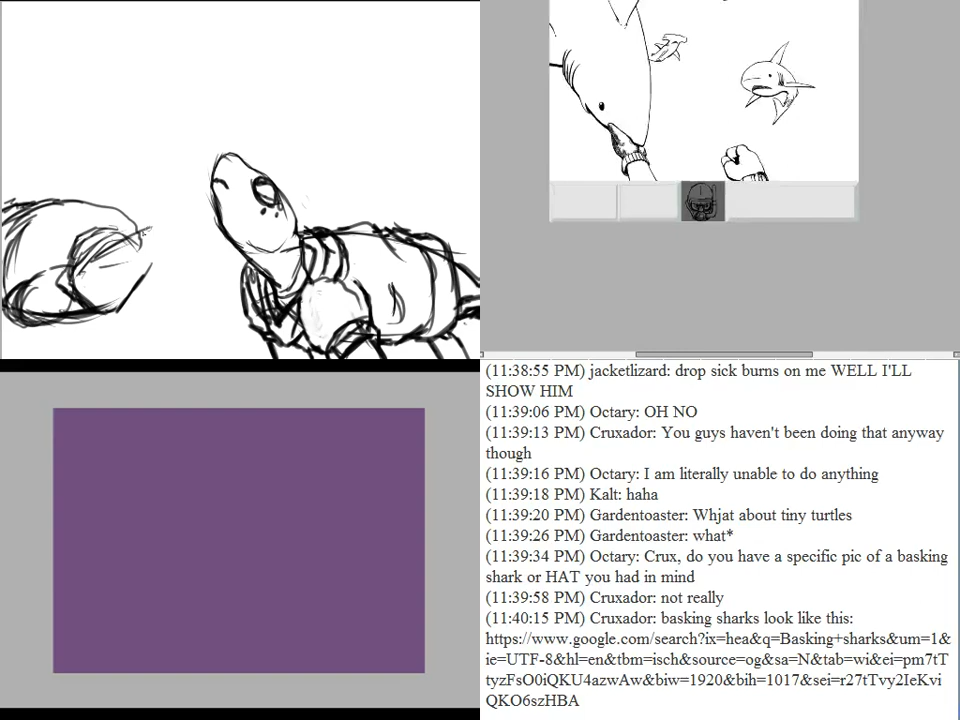 (11:38:55 PM) jacketlizard: drop sick burns on me WELL I'LL
SHOW HIM
(11:39:06 PM) Octary: OH NO
(11:39:13 PM) Cruxador: You guys haven't been doing that anyway
though
(11:39:16 PM) Octary: I am literally unable to do anything
(11:39:18 PM) Kalt: haha
(11:39:20 PM) Gardentoaster: Whjat about tiny turtles
(11:39:26 PM) Gardentoaster: what*
(11:39:34 PM) Octary: Crux, do you have a specific pic of a basking
shark or HAT you had in mind
(11:39:58 PM) Cruxador: not really
(11:40:15 PM) Cruxador: basking sharks look like this:
https://www.google.com/search?ix=hea&q=Basking+sharks&um=1&
ie=UTF-8&hl=en&tbm=isch&source=og&sa=N&tab=wi&ei=pm7tT
tyzFsO0iQKU4azwAw&biw=1920&bih=1017&sei=r27tTvy2IeKvi
QKO6szHBA